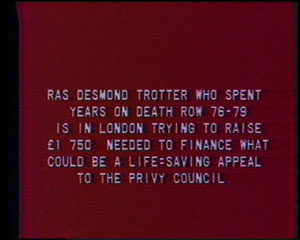 RAS DESMOND TROTTER WHO SPENT
YEARS ON DEATH ROW 76-79
IS IN LONDON TRYING TO RAISE
£1 750 NEEDED TO FINANCE WHAT
COULD BE A LIFE=SAVING APPEAL
TO THE PRIVY COUNCIL.